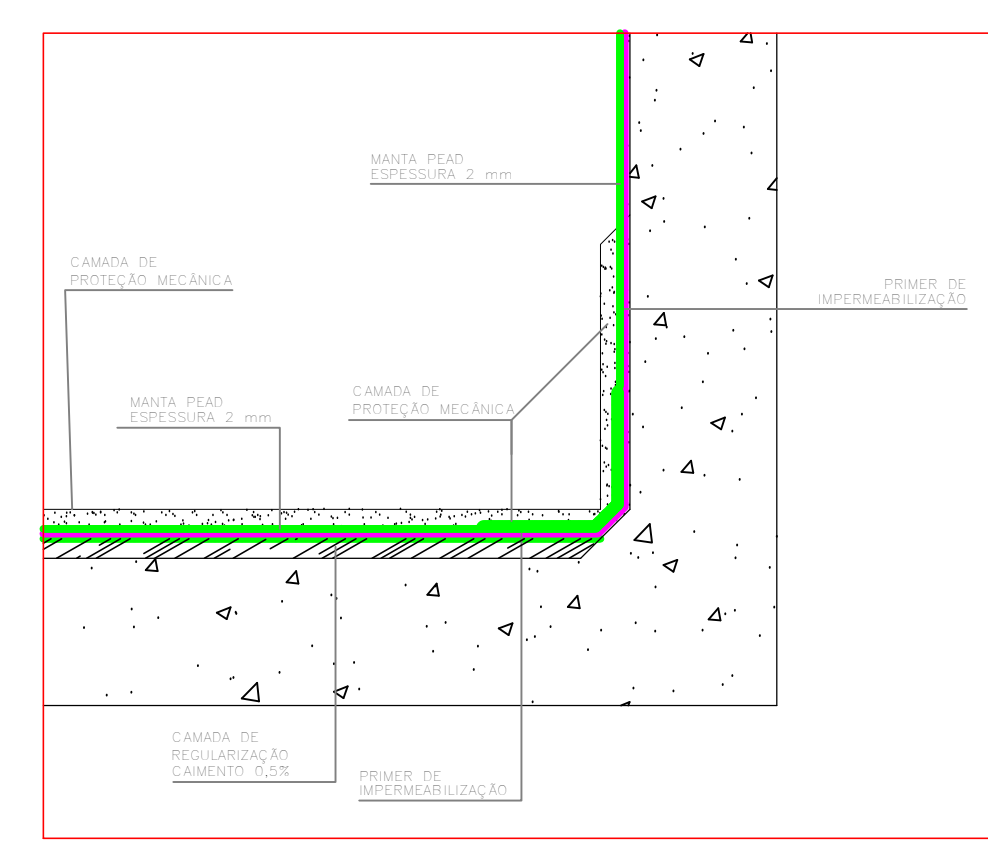 MANTA PEAD
ESPESSURA 2 mm
CAMADA DE
PROTEÇÃO MECÂNICA
PRIMER DE
IMPERMEABILIZAÇÃO
CAMADA DE
PROTEÇÃO MECÂNICA
MANTA PEAD
ESPESSURA 2 mm
CAMADA DE
REGULARIZAÇÃO
CAIMENTO 0,5%
PRIMER DE
IMPERMEABILIZAÇÃO